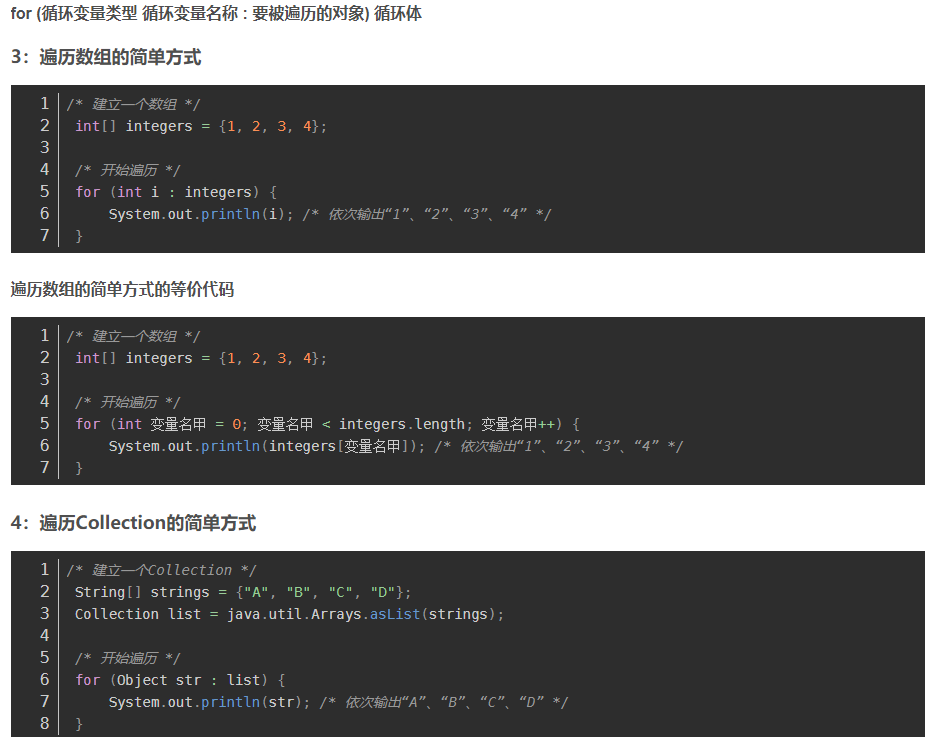 for (循环变量类型 循环变量名称 : 要被遍历的对象) 循环体
3：遍历数组的简单方式
1 /* 建立一个数组 */
2 int[] integers = {1, 2, 3, 4};
3
4 /* 开始遍历 */
5 for (int i : integers) {
6 System.out.println(i); /* 依次输出“1”、“2”、“3”、“4” */
7 }
遍历数组的简单方式的等价代码
1 /* 建立一个数组 */
2 int[] integers = {1, 2, 3, 4};
3
4 /* 开始遍历 */
5 for (int 变量名甲 = 0; 变量名甲 < integers.length; 变量名甲++) {
6 System.out.println(integers[变量名甲]); /* 依次输出“1”、“2”、“3”、“4” */
7 }
4：遍历Collection的简单方式
1 /* 建立一个Collection */
2 String[] strings = {"A", "B", "C", "D"};
3 Collection list = java.util.Arrays.asList(strings);
4
5 /* 开始遍历 */
6 for (Object str : list) {
7 System.out.println(str); /* 依次输出“A”、“B”、“C”、“D” */
8 }